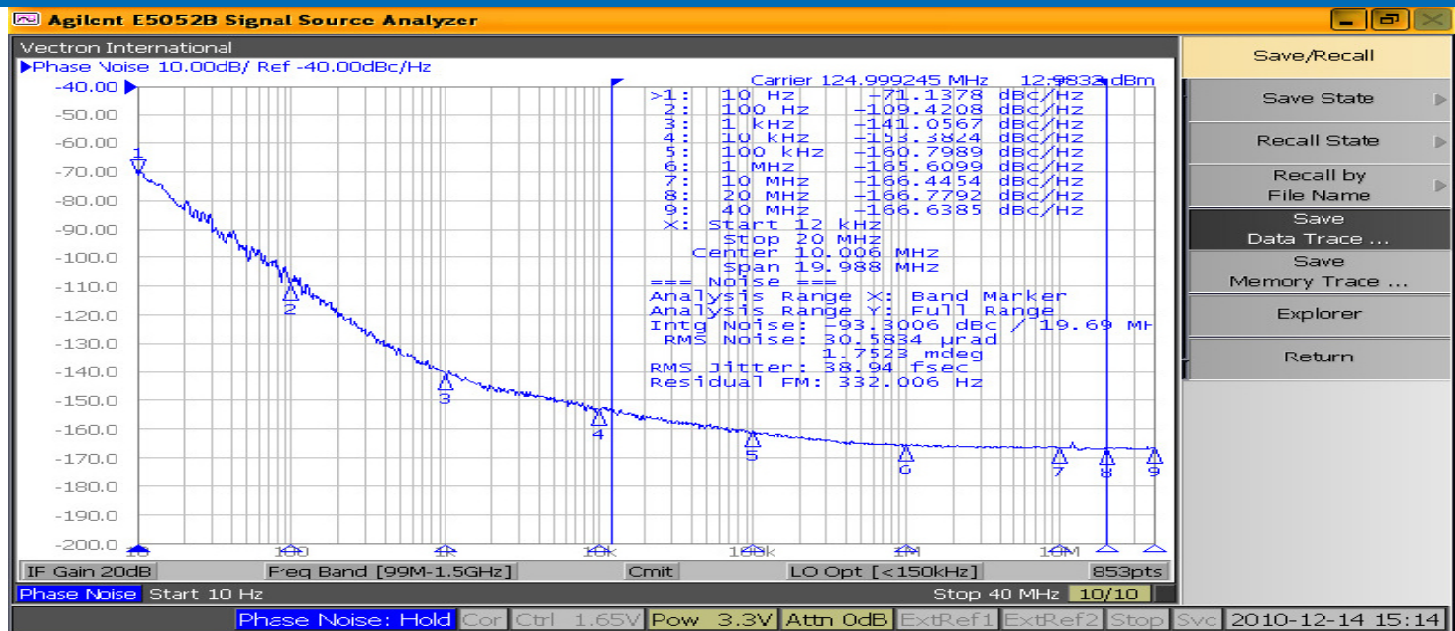 Agilent E5052B Signal Source Analyzer
Vectron International
▶Phase Noise 10.00dB/ Ref -40.00dBc/Hz
Carrier 124.999245 MHz 12.9832 dBm
>1: 10 Hz -71.1378 dBc/Hz
2: 100 Hz -109.4208 dBc/Hz
3: 1 kHz -141.0567 dBc/Hz
4: 10 kHz -153.3824 dBc/Hz
5: 100 kHz -160.7989 dBc/Hz
6: 1 MHz -165.6099 dBc/Hz
7: 10 MHz -166.4454 dBc/Hz
8: 20 MHz -166.7792 dBc/Hz
9: 40 MHz -166.6385 dBc/Hz
X: Start 12 kHz
Stop 20 MHz
Center 10.006 MHz
Span 19.988 MHz
=== Noise ===
Analysis Range X: Band Marker
Analysis Range Y: Full Range
Intg Noise: -93.3006 dBc / 19.69 MH
RMS Noise: 30.5834 µrad
1.7523 mdeg
RMS Jitter: 38.94 fsec
Residual FM: 332.006 Hz
-40.00
-50.00
-60.00
-70.00
-80.00
-90.00
-100.0
-110.0
-120.0
-130.0
-140.0
-150.0
-160.0
-170.0
-180.0
-190.0
-200.0
1
2
3
4
5
6
7
8
9
10 100 1k 10k 100k 1M 10M
IF Gain 20dB Freq Band [99M-1.5GHz] Omit LO Opt [<150kHz] 853pts
Phase Noise Start 10 Hz Stop 40 MHz 10/10
Phase Noise: Hold Cor Ctrl 1.65V Pow 3.3V Attn 0dB ExtRef1 ExtRef2 Stop Svc 2010-12-14 15:14
Save/Recall
Save State
Recall State
Recall by
File Name
Save
Data Trace ...
Save
Memory Trace ...
Explorer
Return